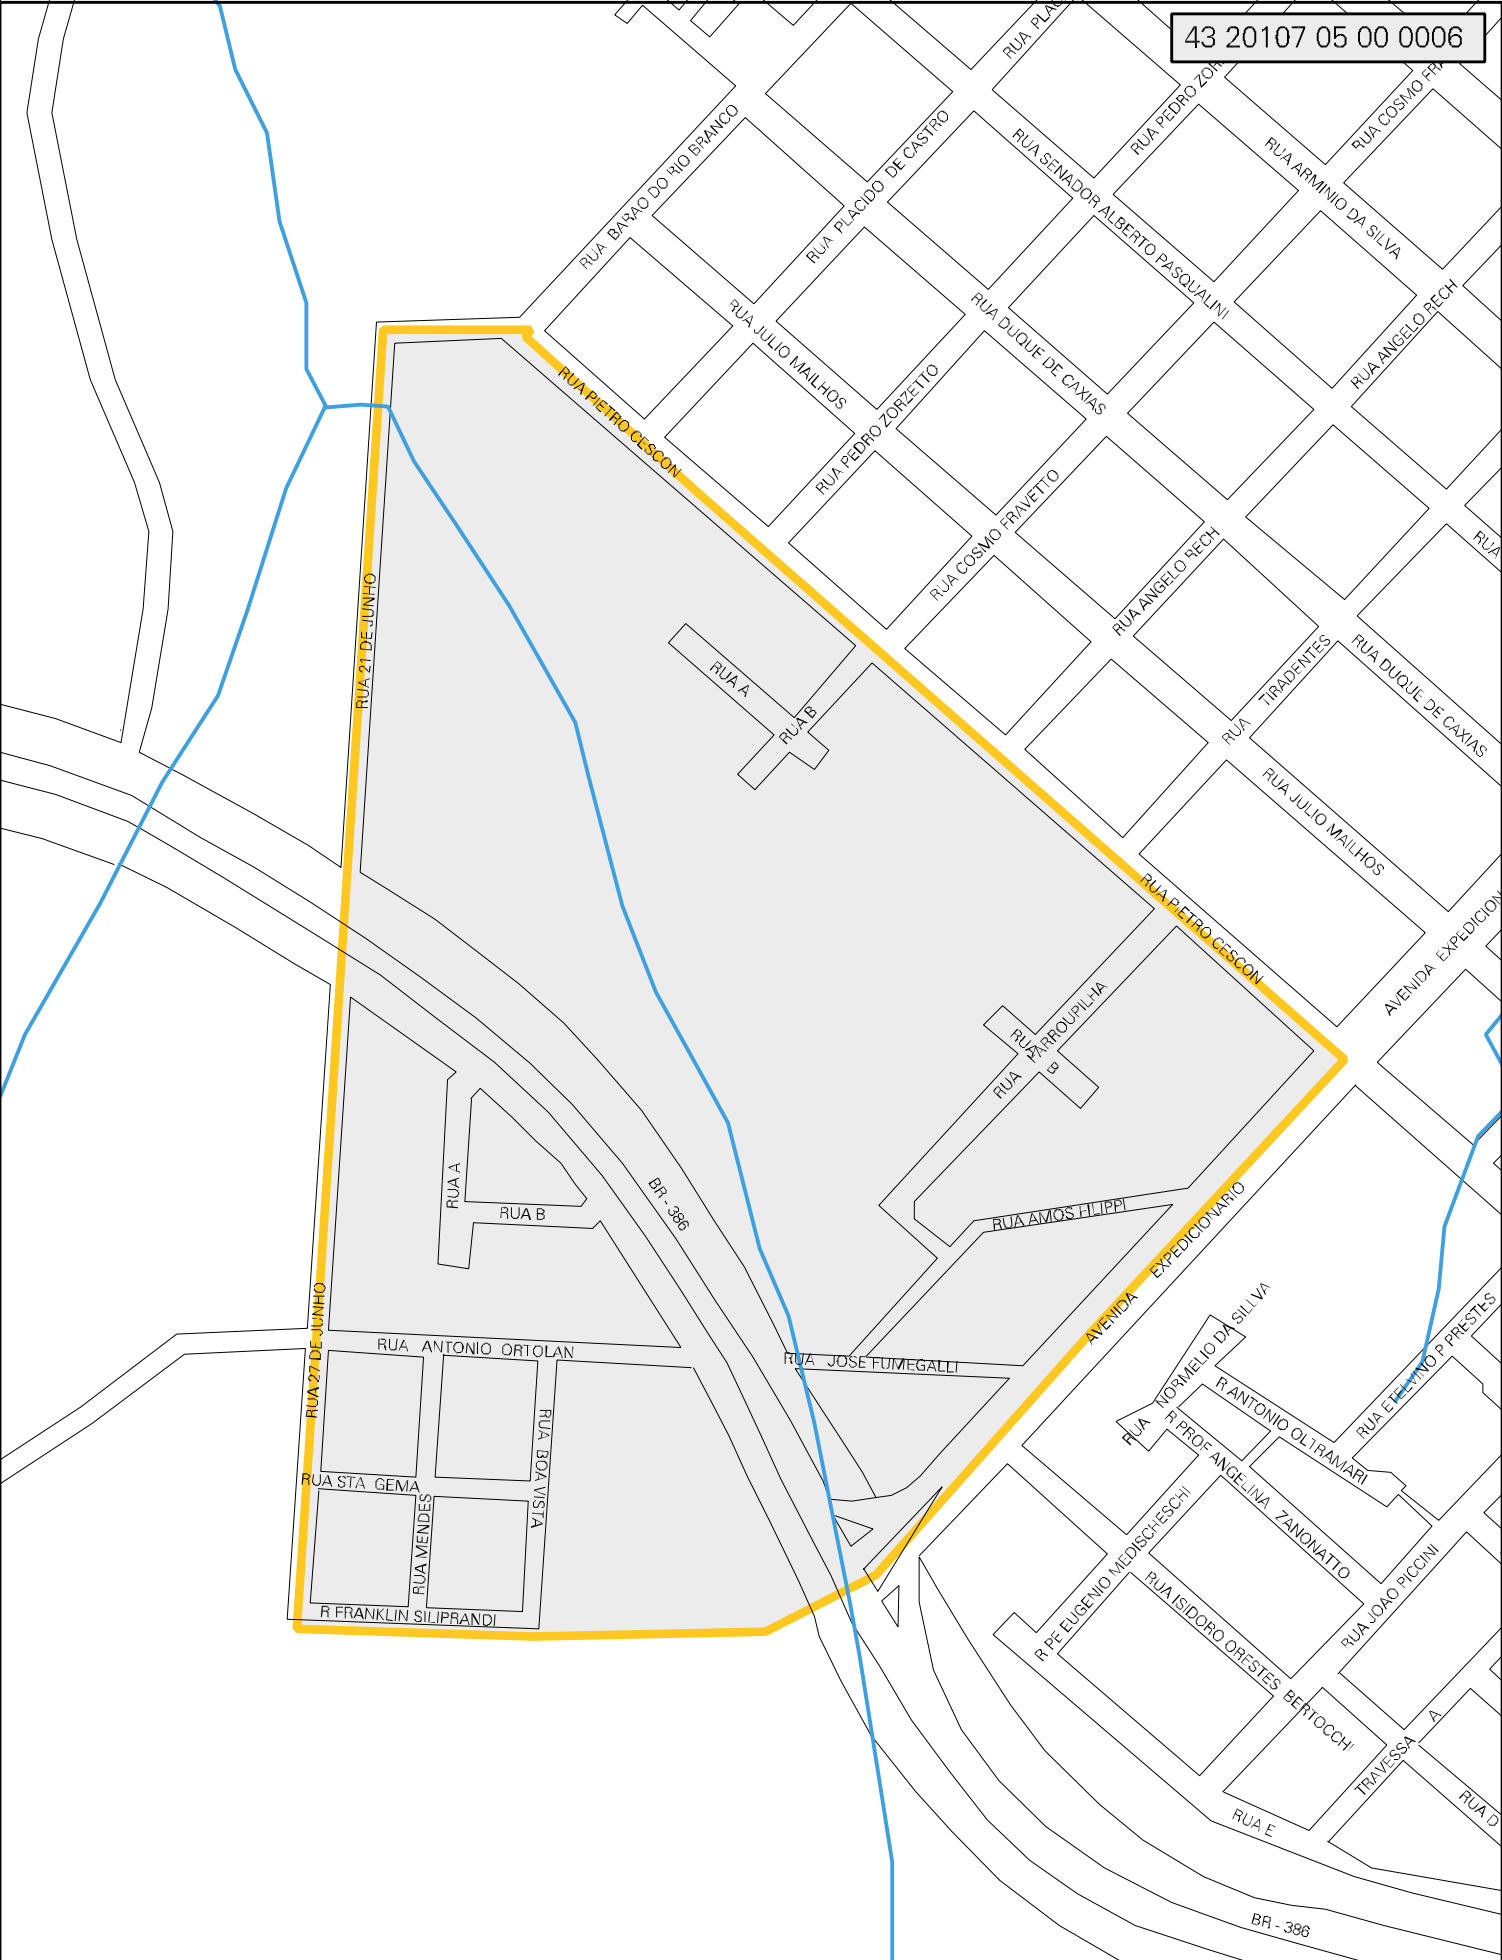 43 20107 05 00 0006
RUA PEDRO
RUA COSMO
RUA BARAO DO RIO BRANCO
RUA PLACIDO DE CASTRO
RUA SENADOR ALBERTO PASQUALINI
RUA ARMINIO DA SILVA
RUA JULIO MAILHOS
RUA DUQUE DE CAXIAS
RUA ANGELO RECH
RUA PIETRO CESCON
RUA PEDRO ZORZETTO
RUA COSMO FRAVETTO
RUA ANGELO RECH
RUA
RUA 21 DE JUNHO
RUA A
RUA B
RUA TIRADENTES
RUA DUQUE DE CAXIAS
RUA JULIO MAILHOS
RUA PIETRO CESCON
AVENIDA EXPEDICION
RUA FARROUPILHA
RUA B
RUA A
RUA B
BR - 386
RUA AMOS FILIPPI
AVENIDA EXPEDICIONARIO
RUA 27 DE JUNHO
RUA ANTONIO ORTOLAN
RUA JOSE FUMEGALLI
RUA NORMELIO DA SILLVA
RUA ETELVINO P PRESTES
R ANTONIO OLTRAMARI
R PROF ANGELINA ZANONATTO
RUA STA GEMA
RUA BOA VISTA
RUA MENDES
R FRANKLIN SILIPRANDI
R PE EUGENIO MEDISCHESCHI
RUA ISIDORO ORESTES BERTOCCHI
RUA JOAO PICCINI
TRAVESSA A
RUA E
RUA D
BR - 386